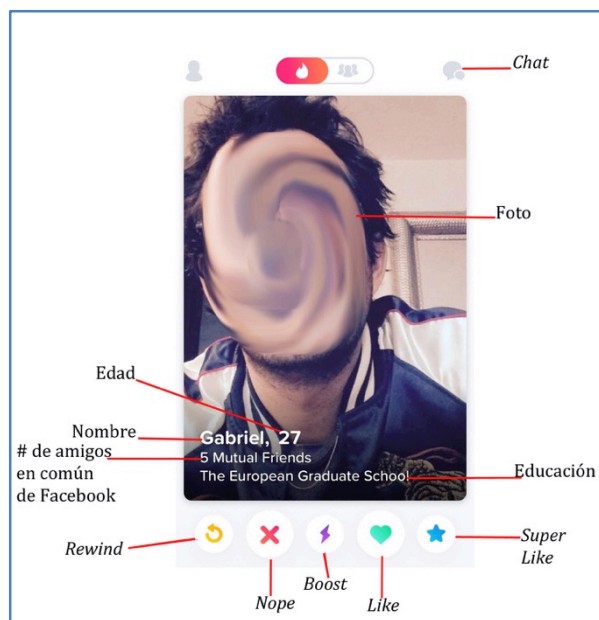 Chat
Foto
Edad
Nombre
Gabriel, 27
# de amigos
en común
de Facebook
5 Mutual Friends
The European Graduate School
Educación
Rewind
Nope
Boost
Like
Super
Like